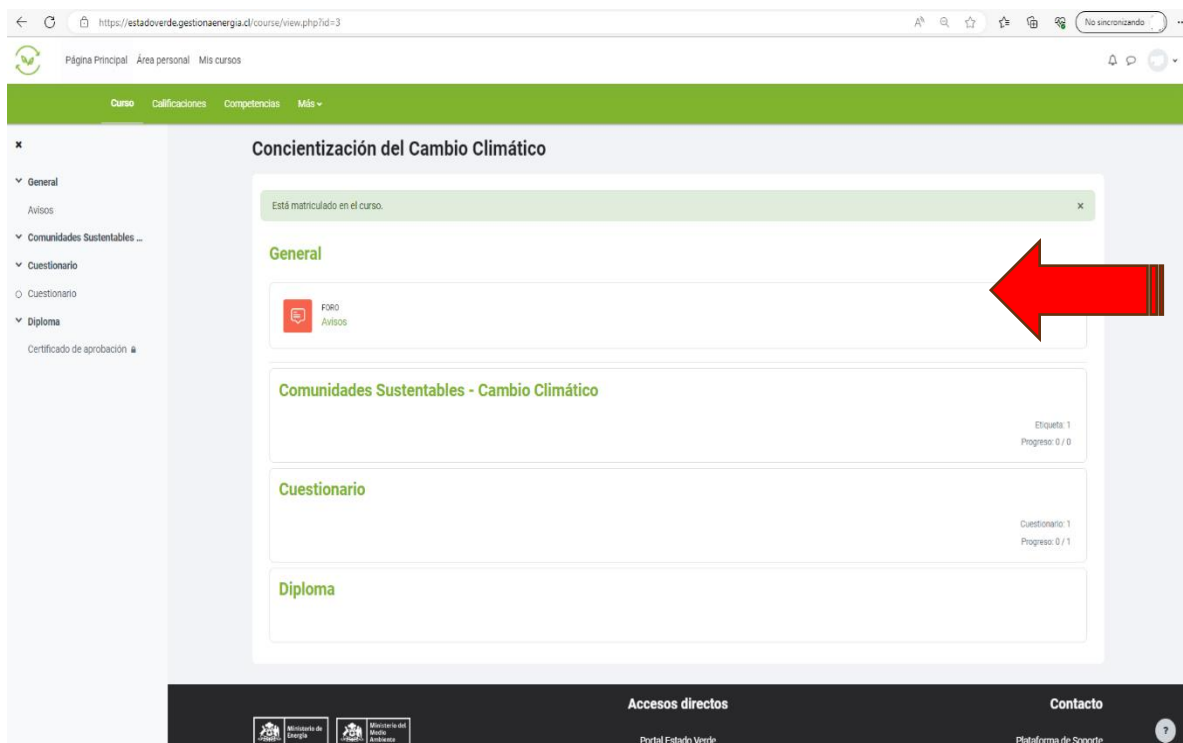 https://estadoverde.gestionaenergia.cl/course/view.php?id=3
No sincronizando
Página Principal Área personal Mis cursos
Curso Calificaciones Competencias Más
Concientización del Cambio Climático
General
Avisos
Comunidades Sustentables ...
Cuestionario
Cuestionario
Diploma
Certificado de aprobación
Está matriculado en el curso.
General
FORO
Avisos
Comunidades Sustentables - Cambio Climático
Etiqueta: 1
Progreso: 0 / 0
Cuestionario
Cuestionario: 1
Progreso: 0 / 1
Diploma
Ministerio de
Energía
Ministerio del
Medio
Ambiente
Accesos directos
Portal Estado Verde
Contacto
Plataforma de Soporte
?